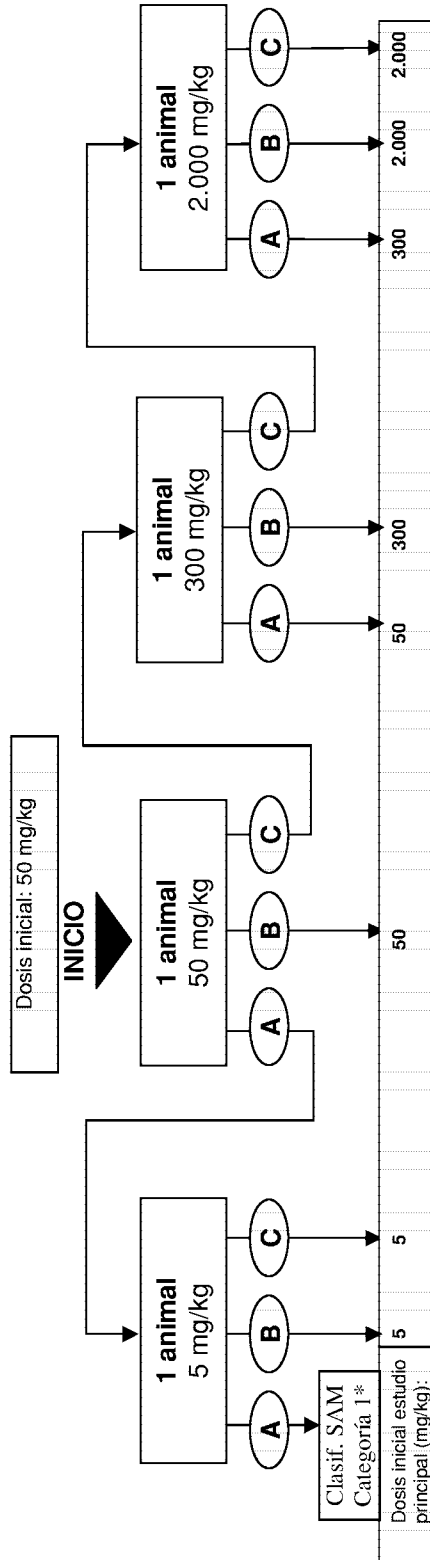 Dosis inicial: 50 mg/kg
INICIO
1 animal
5 mg/kg
1 animal
50 mg/kg
1 animal
300 mg/kg
1 animal
2.000 mg/kg
A
B
C
A
B
C
A
B
C
A
B
C
Clasif. SAM
Categoría 1*
Dosis inicial estudio
principal (mg/kg):
5
5
50
50
300
300
2.000
2.000